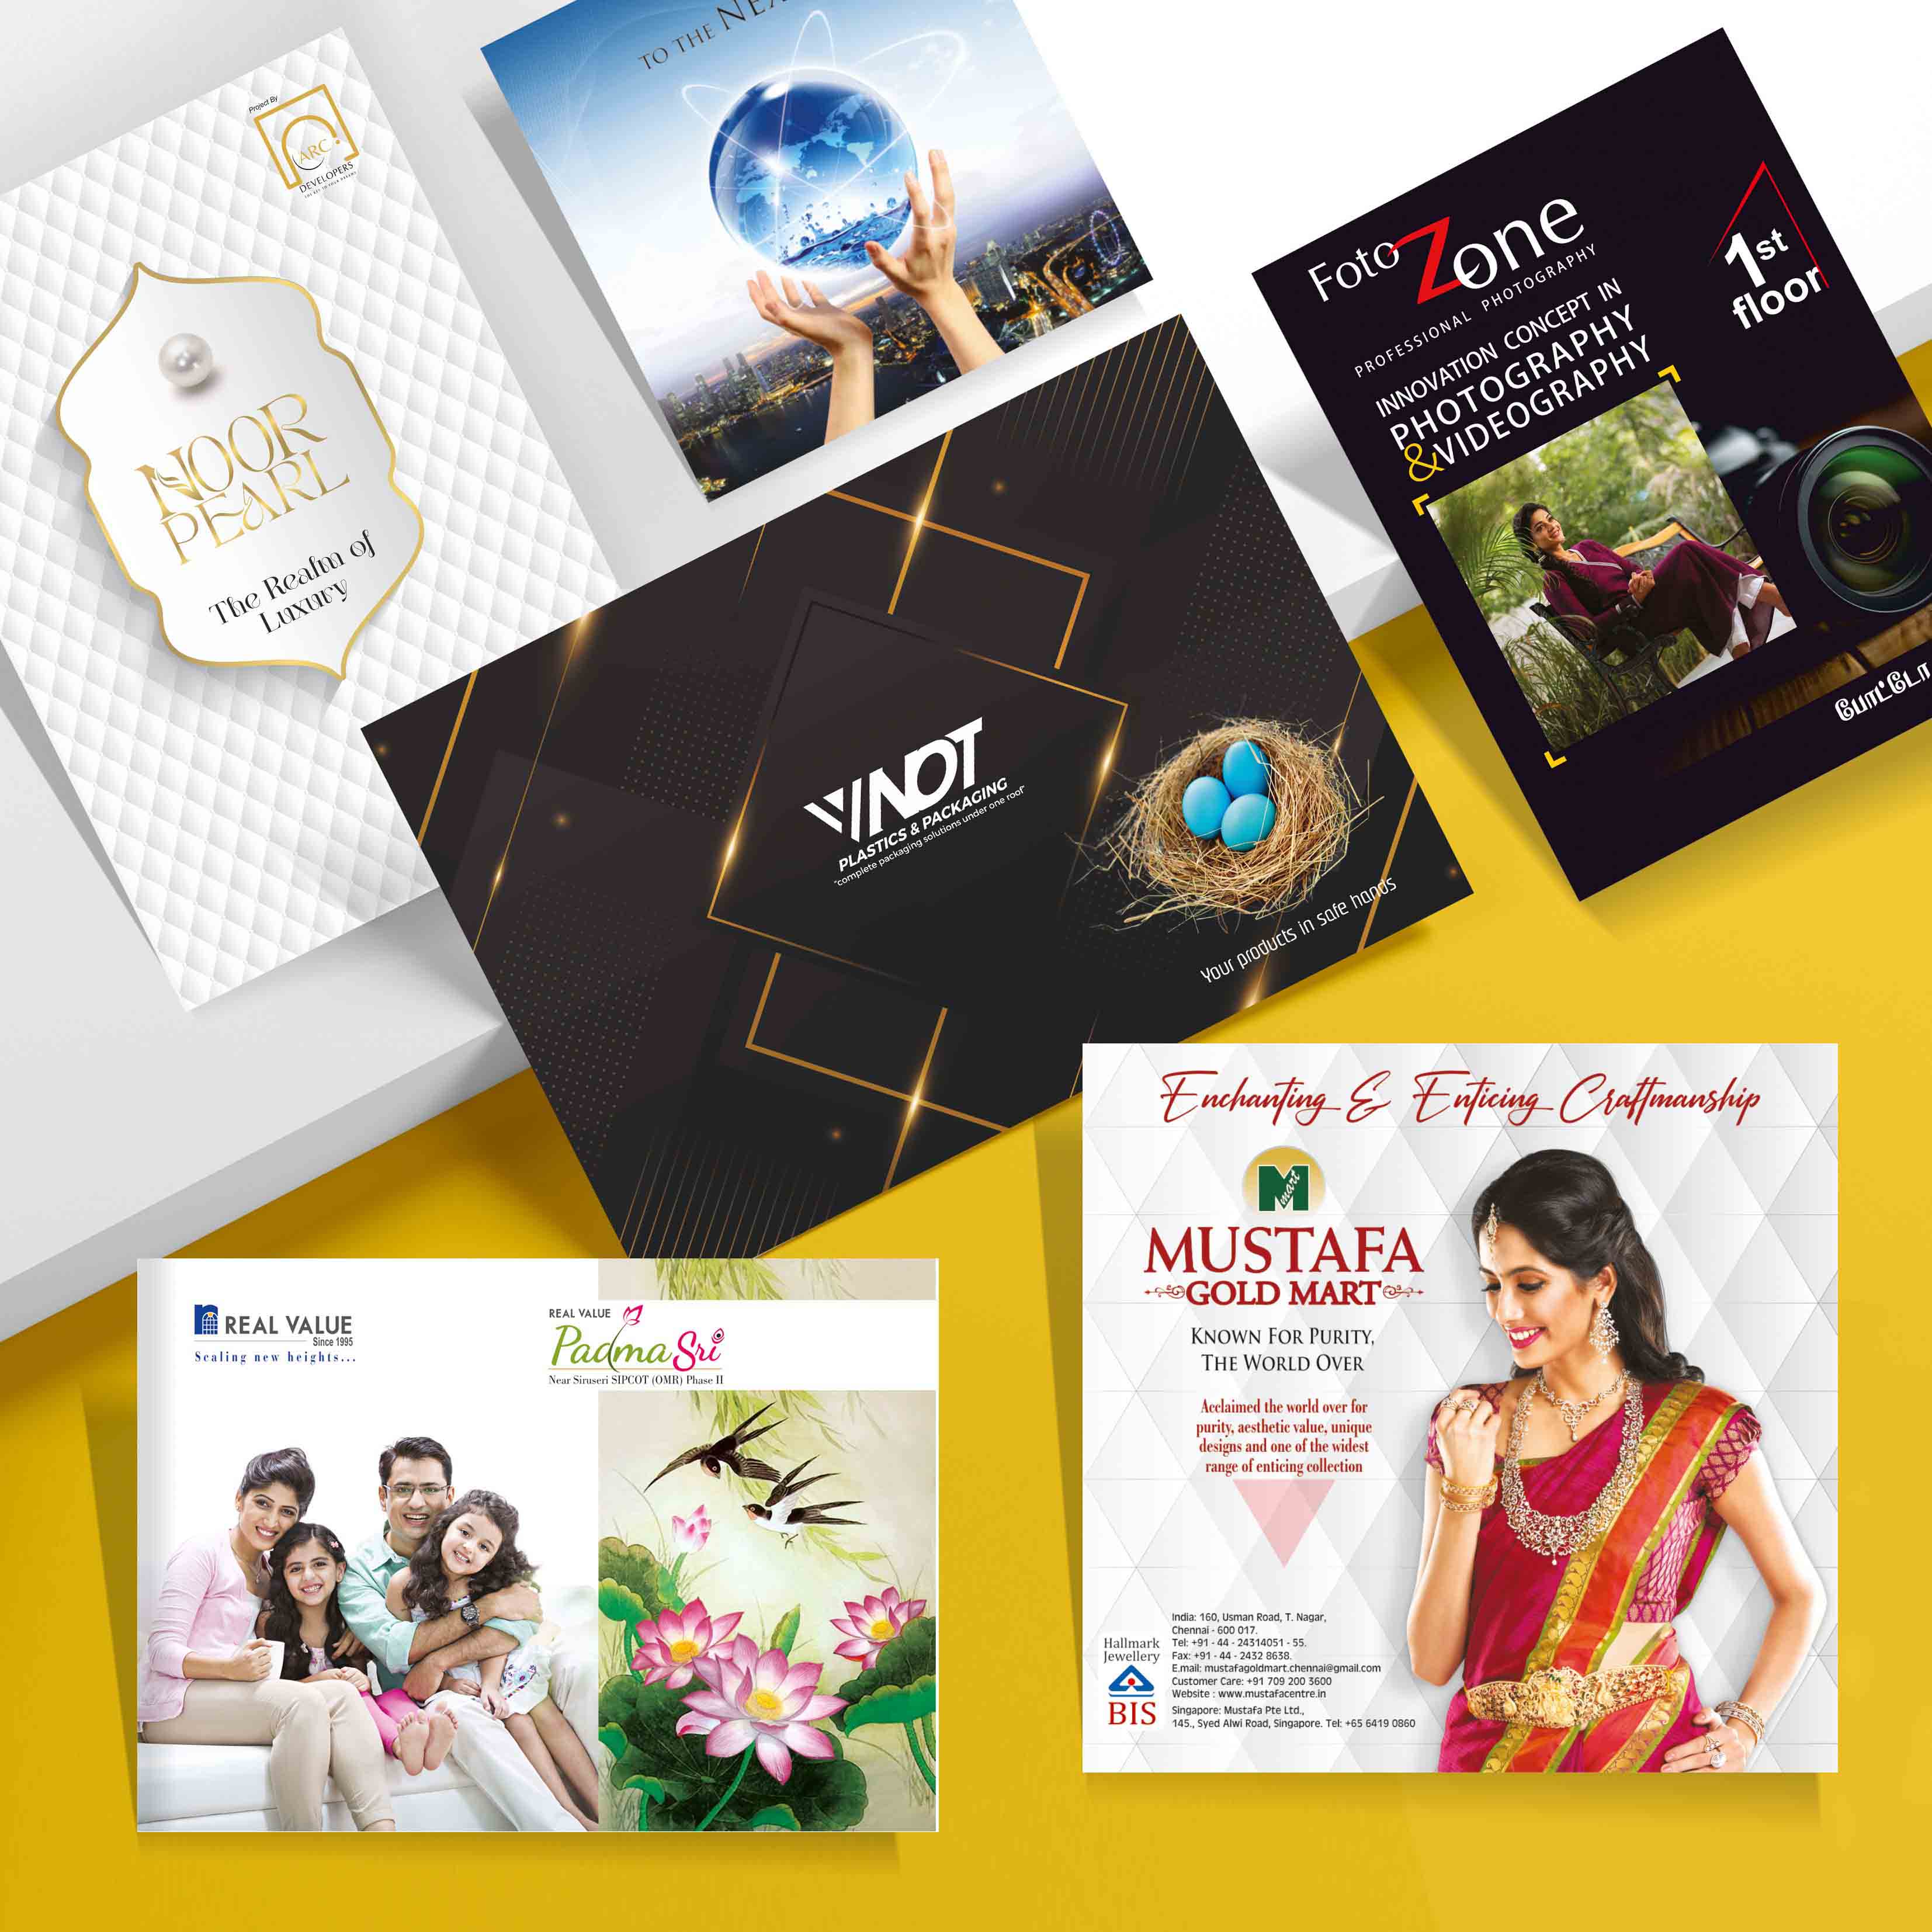 Project By
ARC
DEVELOPERS
NOOR
PEARL
The Realm of
Luxury
TO THE
Foto Zone
PROFESSIONAL PHOTOGRAPHY
INNOVATION CONCEPT IN
PHOTOGRAPHY
&VIDEOGRAPHY
1st
floor
போட்டோ
VINOT
PLASTICS & PACKAGING
"complete packaging solutions under one roof"
Your products in safe hands
REAL VALUE
Since 1995
Scaling new heights...
REAL VALUE
Padma Sri
Near Siruseri SIPCOT (OMR) Phase II
Enchanting & Enticing Craftmanship
M mart
MUSTAFA
GOLD MART
KNOWN FOR PURITY,
THE WORLD OVER
Acclaimed the world over for
purity, aesthetic value, unique
designs and one of the widest
range of enticing collection
Hallmark
Jewellery
BIS
India: 160, Usman Road, T. Nagar,
Chennai - 600 017.
Tel: +91 - 44 - 24314051 - 55.
Fax: +91 - 44 - 2432 8638.
E.mail: mustafagoldmart.chennai@gmail.com
Customer Care: +91 709 200 3600
Website : www.mustafacentre.in
Singapore: Mustafa Pte Ltd.,
145., Syed Alwi Road, Singapore. Tel: +65 6419 0860